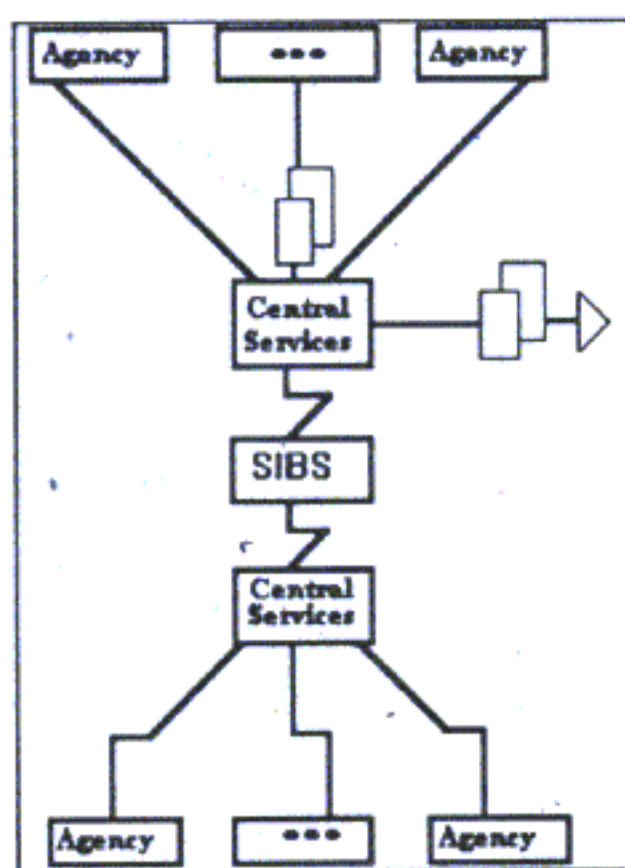 Agency
•••
Agency
Central
Services
SIBS
Central
Services
Agency
•••
Agency